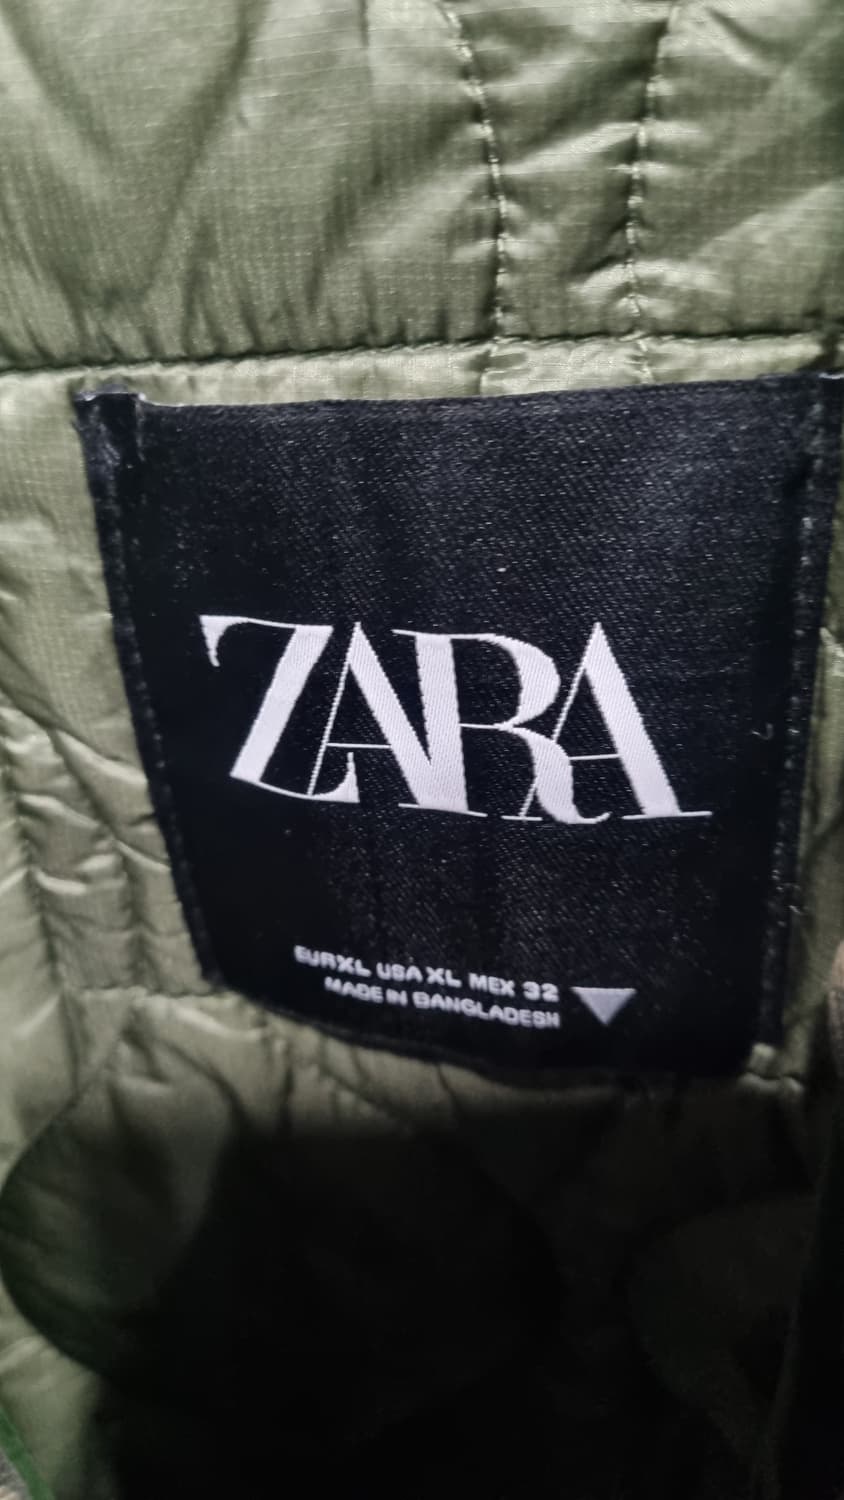 ZARA
EUR XL USA XL MEX 32
MADE IN BANGLADESH